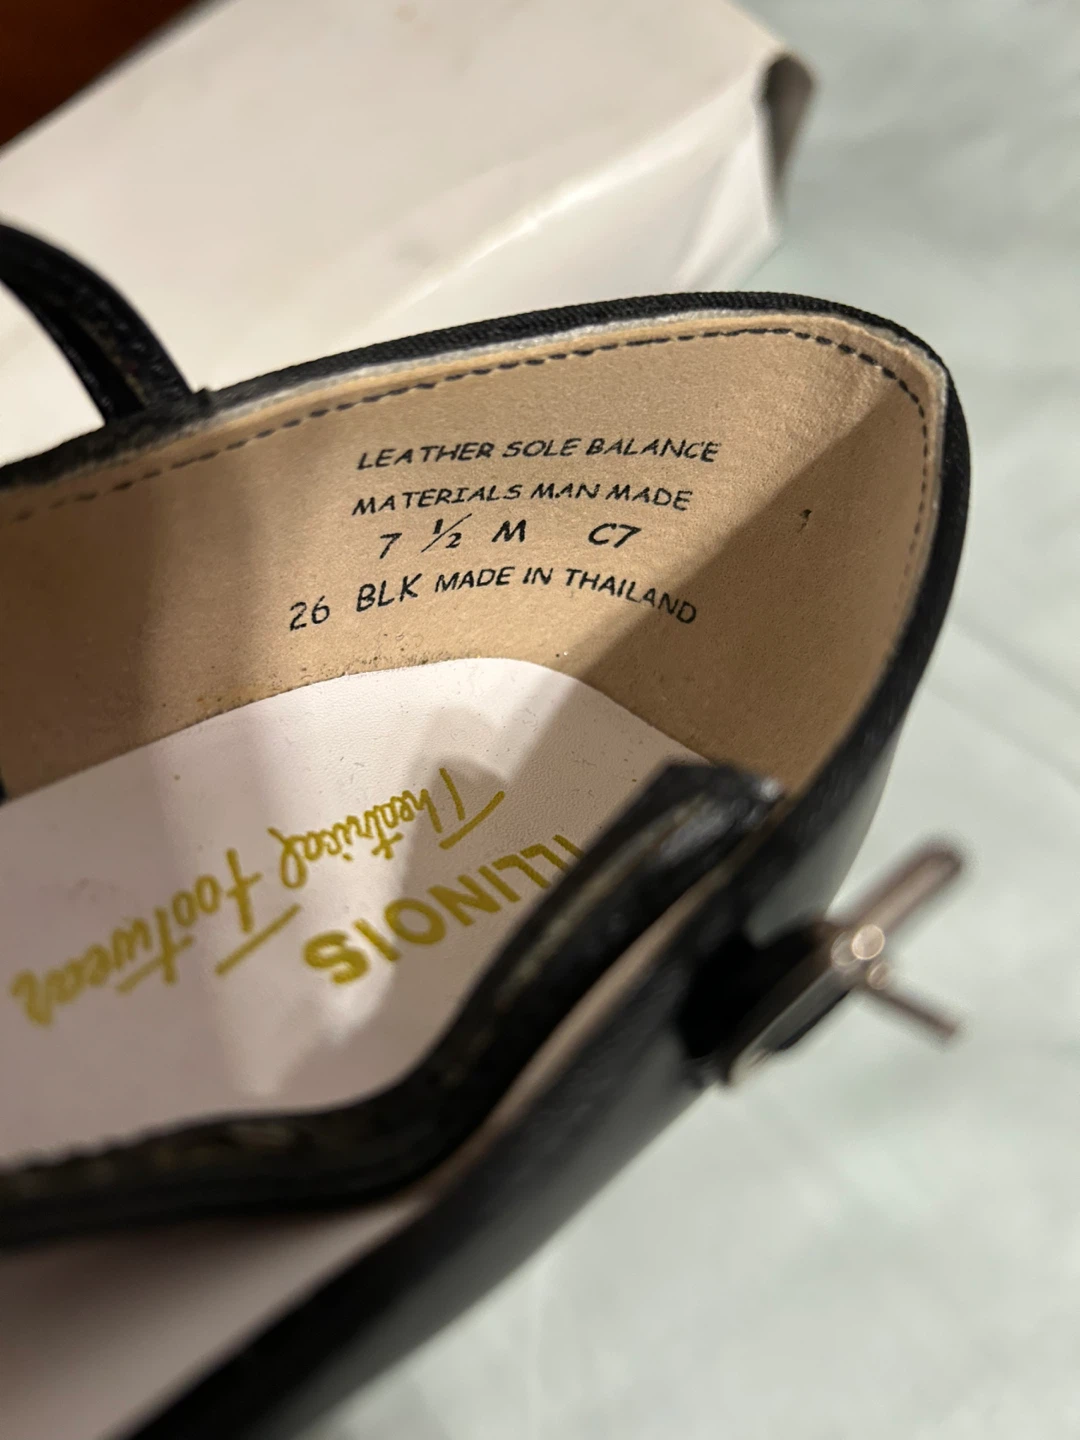 LEATHER SOLE BALANCE
MATERIALS MAN MADE
7 ½ M C7
26 BLK MADE IN THAILAND
ILLINOIS
Theatrical Footwear